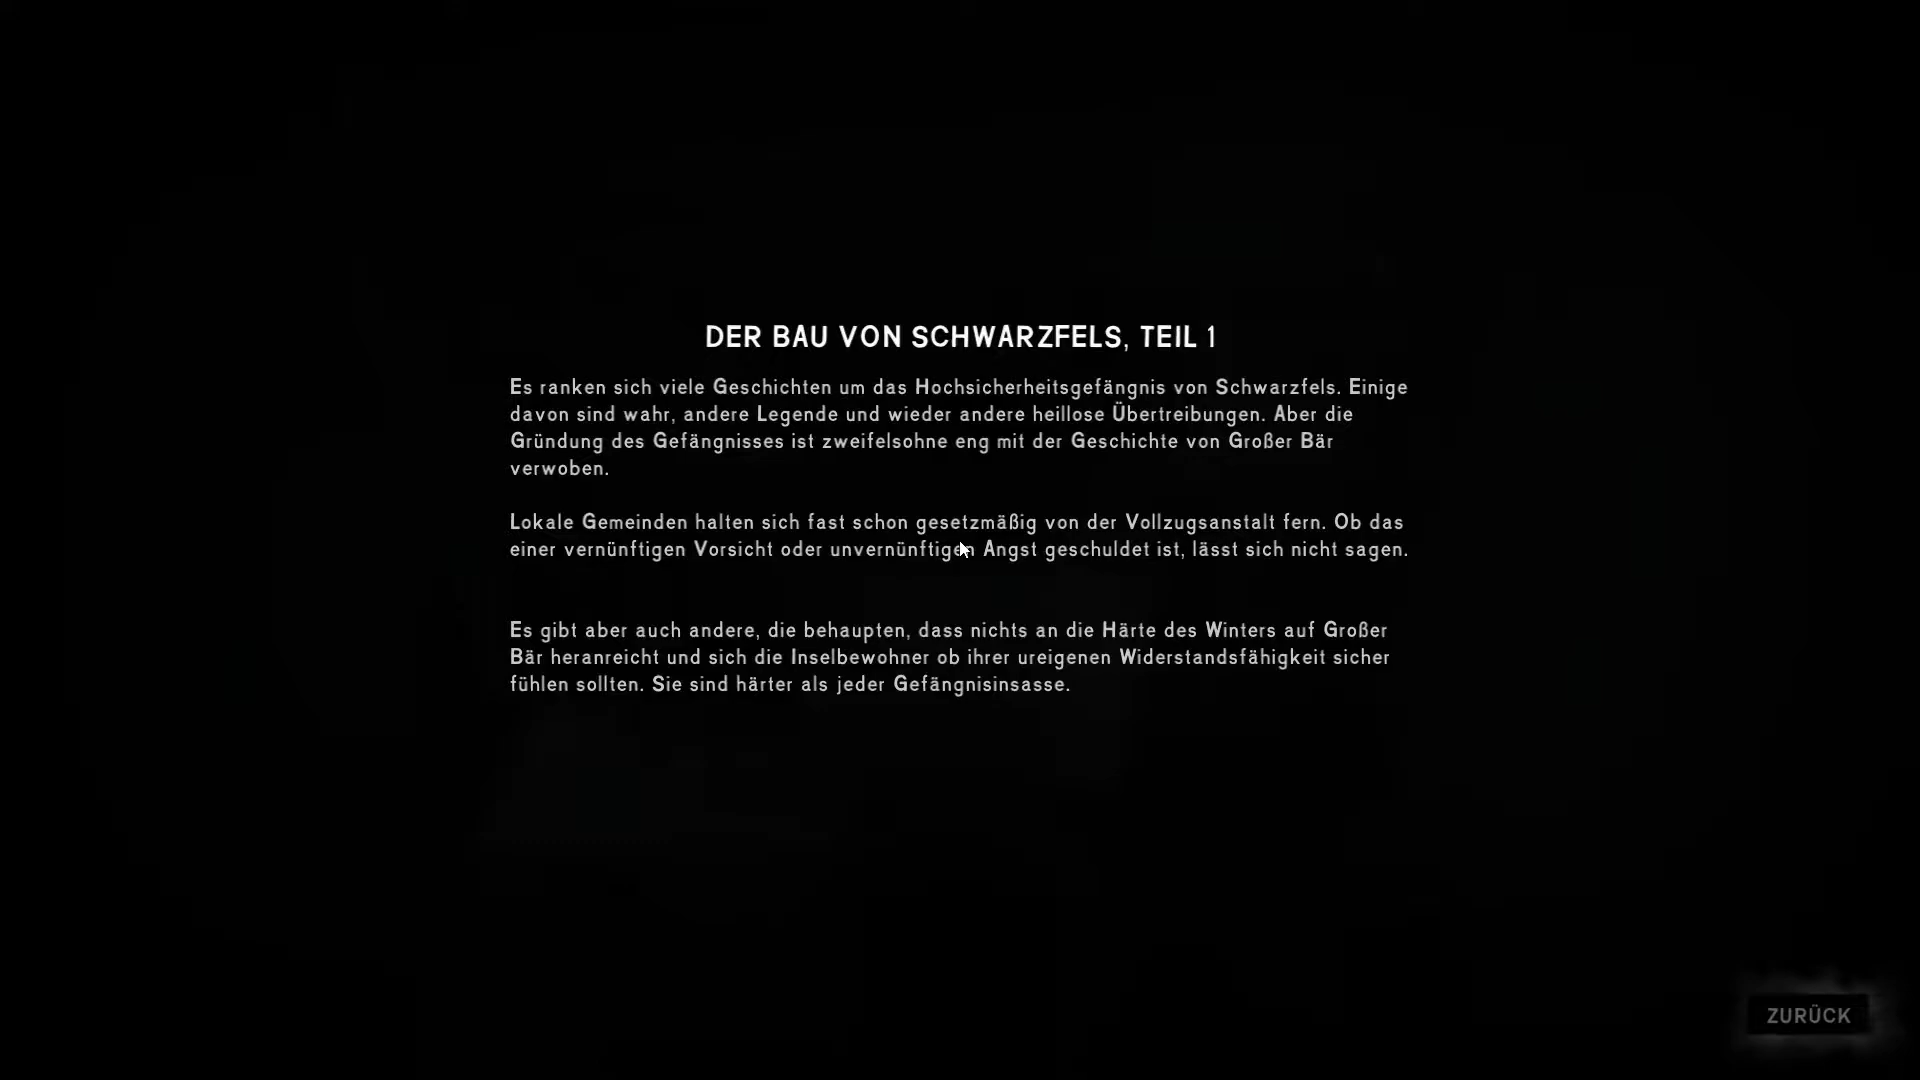 DER BAU VON SCHWARZFELS, TEIL 1
Es ranken sich viele Geschichten um das Hochsicherheitsgefängnis von Schwarzfels. Einige
davon sind wahr, andere Legende und wieder andere heillose Übertreibungen. Aber die
Gründung des Gefängnisses ist zweifelsohne eng mit der Geschichte von Großer Bär
verwoben.
Lokale Gemeinden halten sich fast schon gesetzmäßig von der Vollzugsanstalt fern. Ob das
einer vernünftigen Vorsicht oder unvernünftigen Angst geschuldet ist, lässt sich nicht sagen.
Es gibt aber auch andere, die behaupten, dass nichts an die Härte des Winters auf Großer
Bär heranreicht und sich die Inselbewohner ob ihrer ureigenen Widerstandsfähigkeit sicher
fühlen sollten. Sie sind härter als jeder Gefängnisinsasse.
ZURÜCK